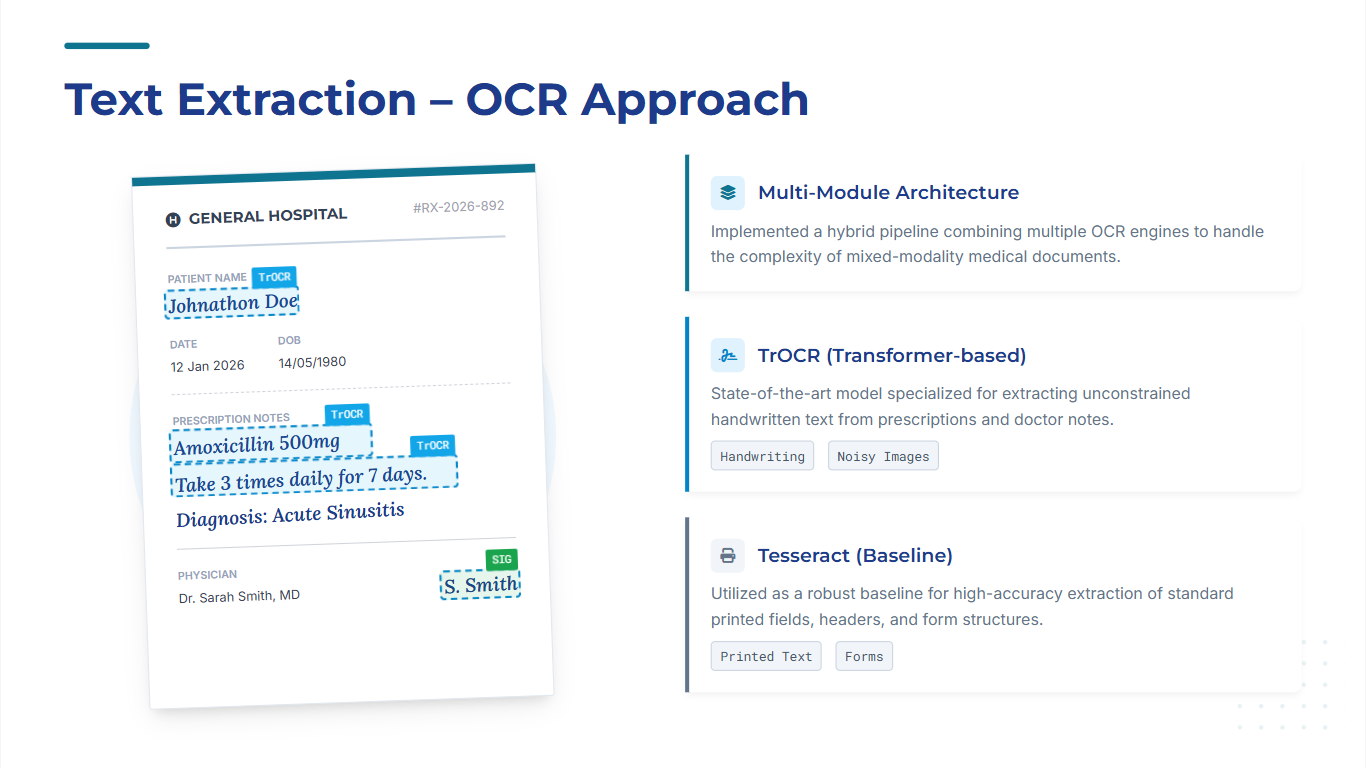 Text Extraction – OCR Approach
H GENERAL HOSPITAL #RX-2026-892
PATIENT NAME TrOCR
Johnathon Doe
DATE DOB
12 Jan 2026 14/05/1980
PRESCRIPTION NOTES TrOCR
Amoxicillin 500mg TrOCR
Take 3 times daily for 7 days.
Diagnosis: Acute Sinusitis
SIG
PHYSICIAN
S. Smith
Dr. Sarah Smith, MD
Multi-Module Architecture
Implemented a hybrid pipeline combining multiple OCR engines to handle
the complexity of mixed-modality medical documents.
TrOCR (Transformer-based)
State-of-the-art model specialized for extracting unconstrained
handwritten text from prescriptions and doctor notes.
Handwriting Noisy Images
Tesseract (Baseline)
Utilized as a robust baseline for high-accuracy extraction of standard
printed fields, headers, and form structures.
Printed Text Forms